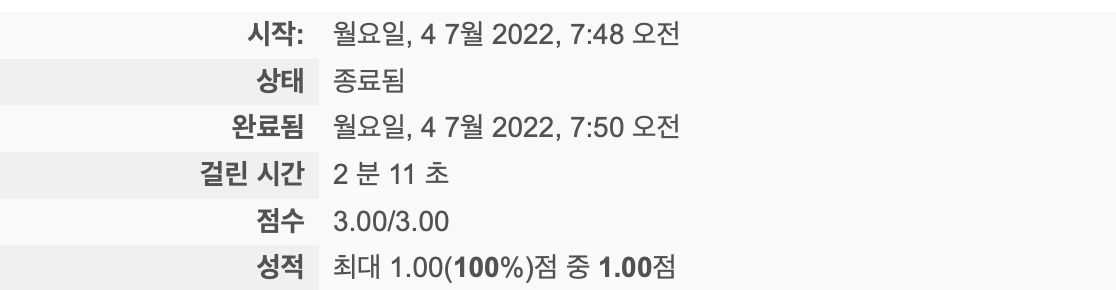 시작: 월요일, 4 7월 2022, 7:48 오전
상태 종료됨
완료됨 월요일, 4 7월 2022, 7:50 오전
걸린 시간 2 분 11 초
점수 3.00/3.00
성적 최대 1.00(100%)점 중 1.00점